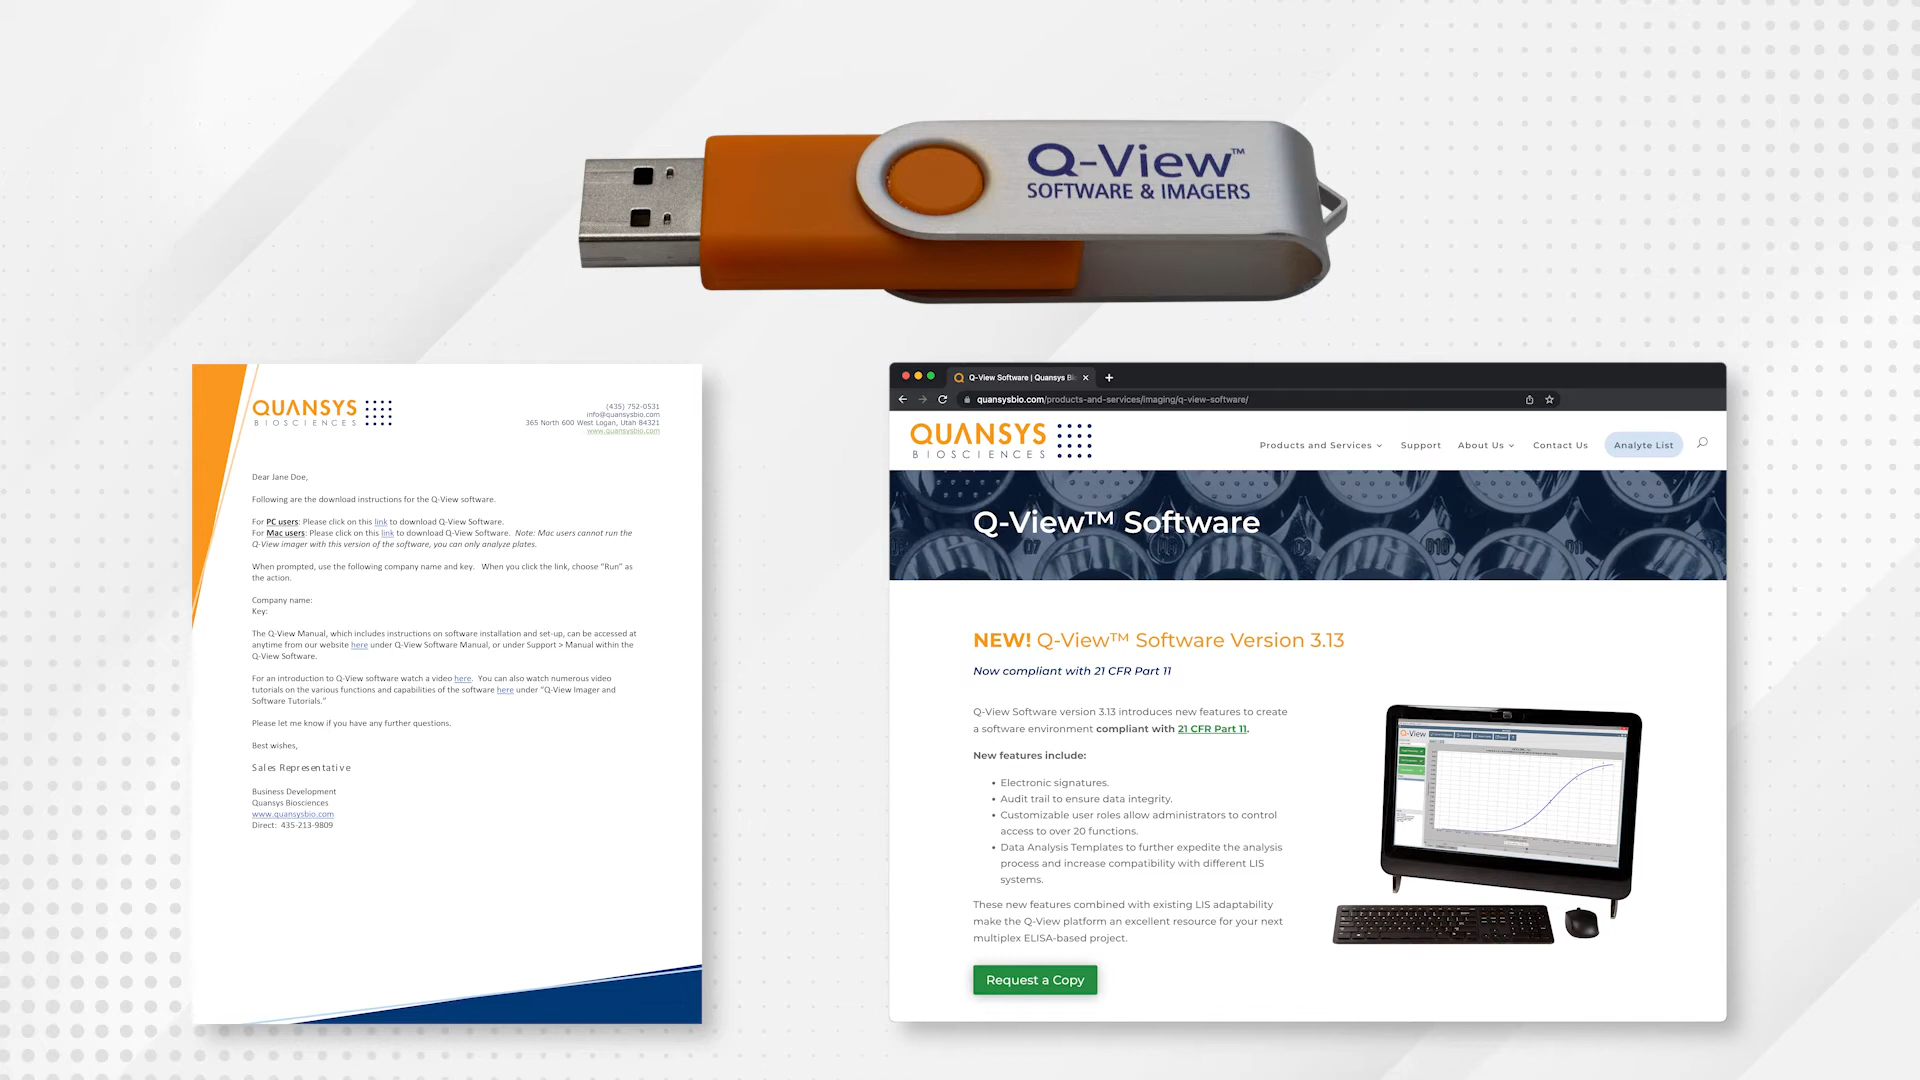 Q-View™
SOFTWARE & IMAGERS
QUANSYS
BIOSCIENCES
(435) 752-0531
info@quansysbio.com
365 North 600 West Logan, Utah 84321
www.quansysbio.com
Dear Jane Doe,
Following are the download instructions for the Q-View software.
For PC users: Please click on this link to download Q-View Software.
For Mac users: Please click on this link to download Q-View Software. Note: Mac users cannot run the
Q-View imager with this version of the software, you can only analyze plates.
When prompted, use the following company name and key. When you click the link, choose "Run" as
the action.
Company name:
Key:
The Q-View Manual, which includes instructions on software installation and set-up, can be accessed at
anytime from our website here under Q-View Software Manual, or under Support > Manual within the
Q-View Software.
For an introduction to Q-View software watch a video here. You can also watch numerous video
tutorials on the various functions and capabilities of the software here under "Q-View Imager and
Software Tutorials."
Please let me know if you have any further questions.
Best wishes,
Sales Representative
Business Development
Quansys Biosciences
www.quansysbio.com
Direct: 435-213-9809
Q-View Software | Quansys Bi
quansysbio.com/products-and-services/imaging/q-view-software/
QUANSYS
BIOSCIENCES
Products and Services Support About Us Contact Us Analyte List
Q-View™ Software
NEW! Q-View™ Software Version 3.13
Now compliant with 21 CFR Part 11
Q-View Software version 3.13 introduces new features to create
a software environment compliant with 21 CFR Part 11.
New features include:
• Electronic signatures.
• Audit trail to ensure data integrity.
• Customizable user roles allow administrators to control
access to over 20 functions.
• Data Analysis Templates to further expedite the analysis
process and increase compatibility with different LIS
systems.
These new features combined with existing LIS adaptability
make the Q-View platform an excellent resource for your next
multiplex ELISA-based project.
Request a Copy
Q-View